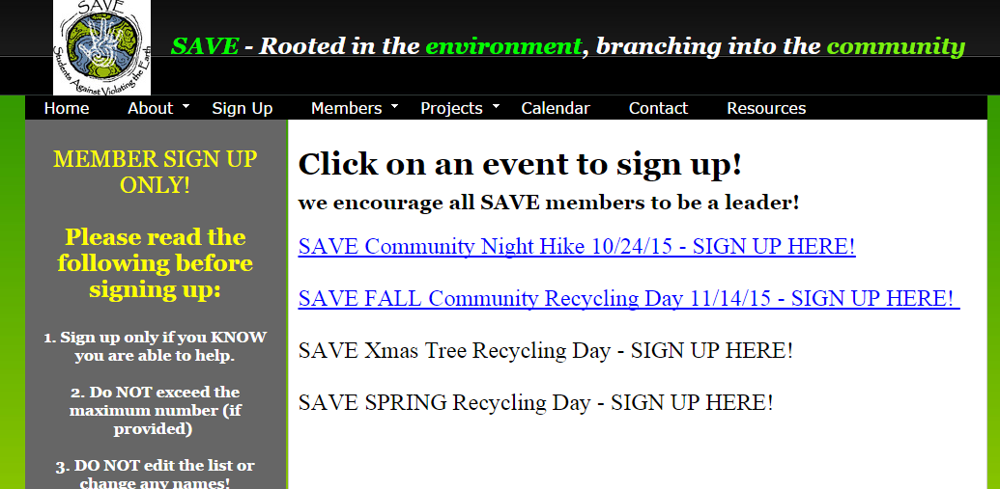 SAVE
Students Against Violating the Earth
SAVE - Rooted in the environment, branching into the community
Home About Sign Up Members Projects Calendar Contact Resources
MEMBER SIGN UP
ONLY!
Please read the
following before
signing up:
1. Sign up only if you KNOW
you are able to help.
2. Do NOT exceed the
maximum number (if
provided)
3. DO NOT edit the list or
change any names!
Click on an event to sign up!
we encourage all SAVE members to be a leader!
SAVE Community Night Hike 10/24/15 - SIGN UP HERE!
SAVE FALL Community Recycling Day 11/14/15 - SIGN UP HERE!
SAVE Xmas Tree Recycling Day - SIGN UP HERE!
SAVE SPRING Recycling Day - SIGN UP HERE!